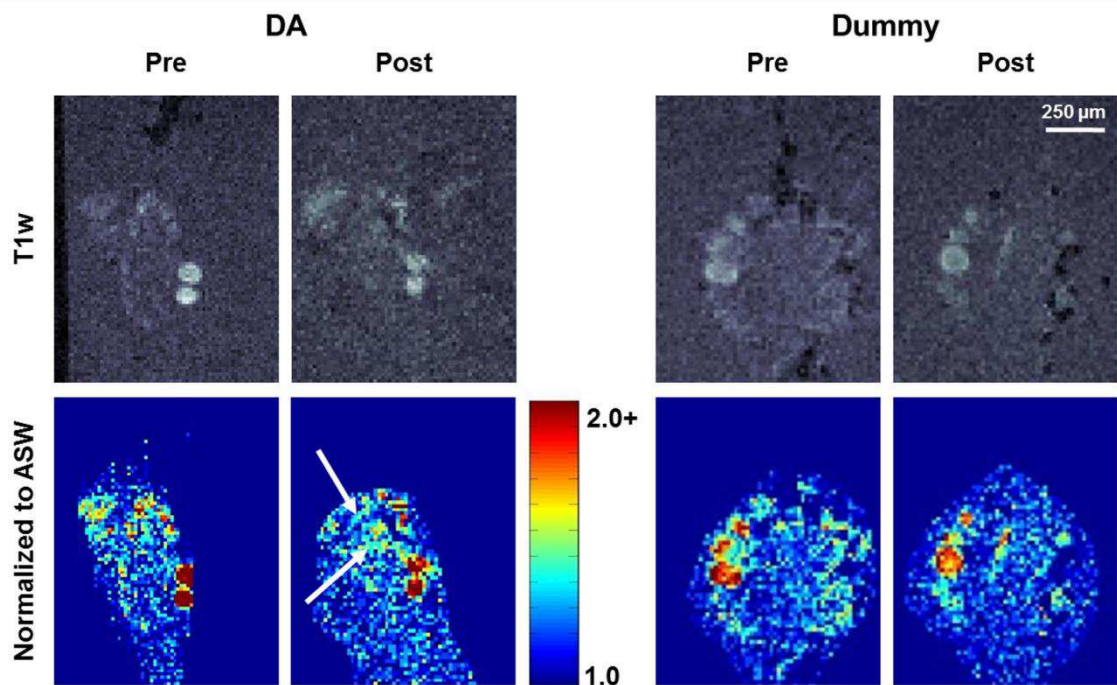 DA Dummy
Pre Post Pre Post
T1w
250 µm
Normalized to ASW
2.0+
1.0